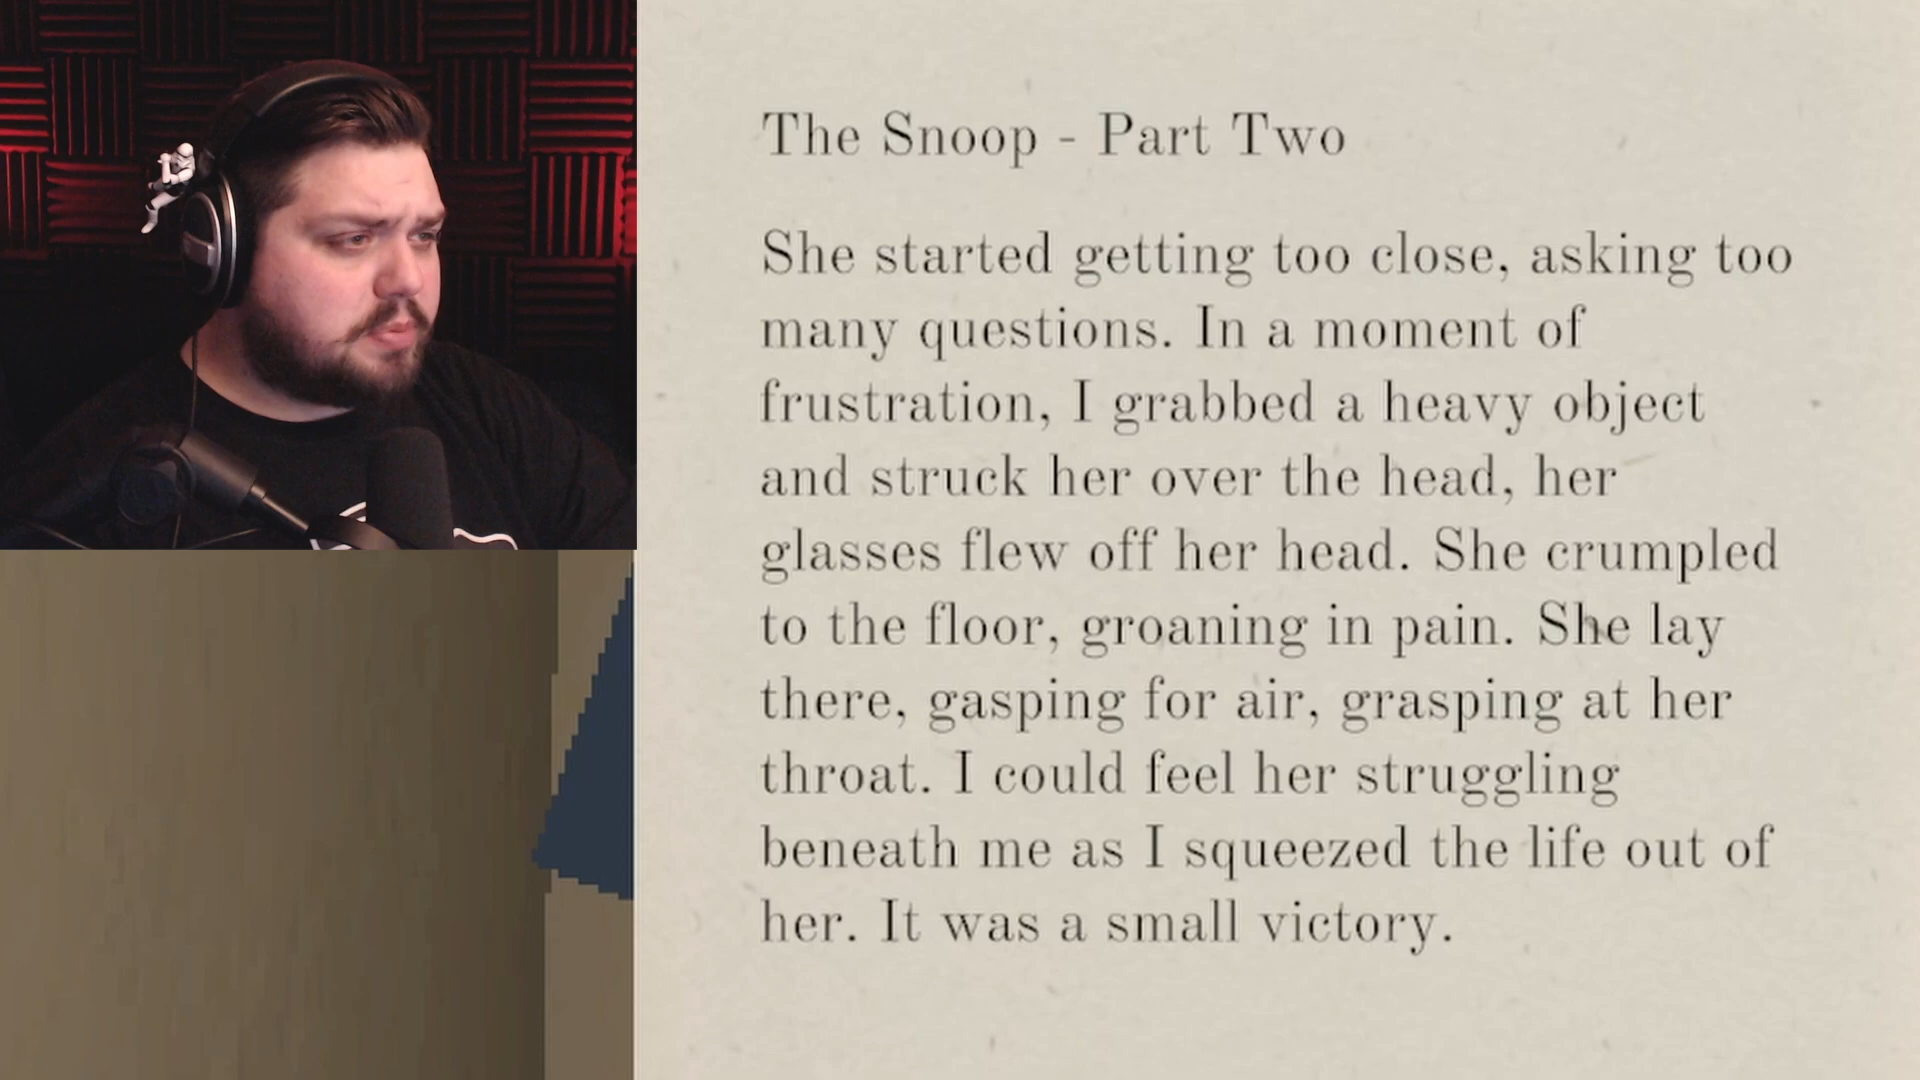 The Snoop - Part Two
She started getting too close, asking too
many questions. In a moment of
frustration, I grabbed a heavy object
and struck her over the head, her
glasses flew off her head. She crumpled
to the floor, groaning in pain. She lay
there, gasping for air, grasping at her
throat. I could feel her struggling
beneath me as I squeezed the life out of
her. It was a small victory.